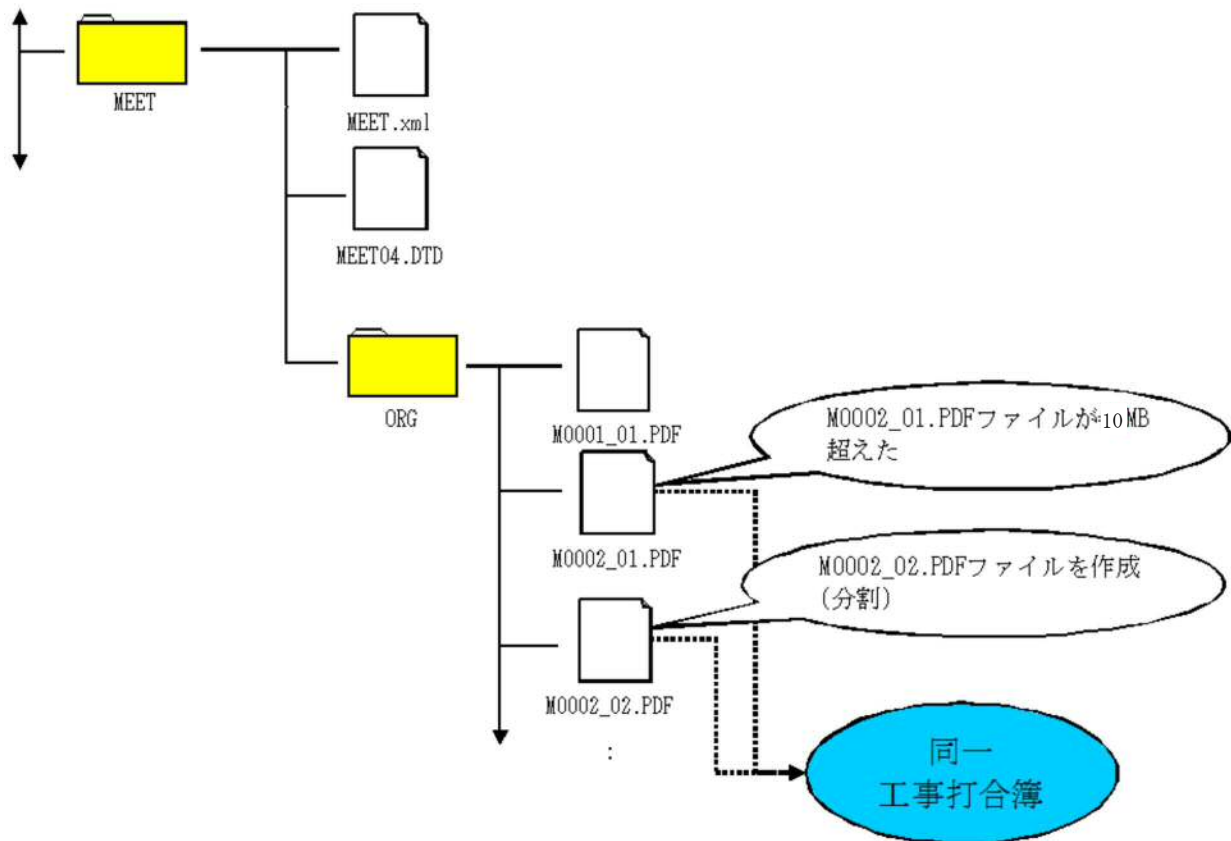 MEET
MEET.xml
MEET04.DTD
ORG
M0001_01.PDF
M0002_01.PDFファイルが10MB
超えた
M0002_01.PDF
M0002_02.PDFファイルを作成
(分割)
M0002_02.PDF
:
同一
工事打合簿